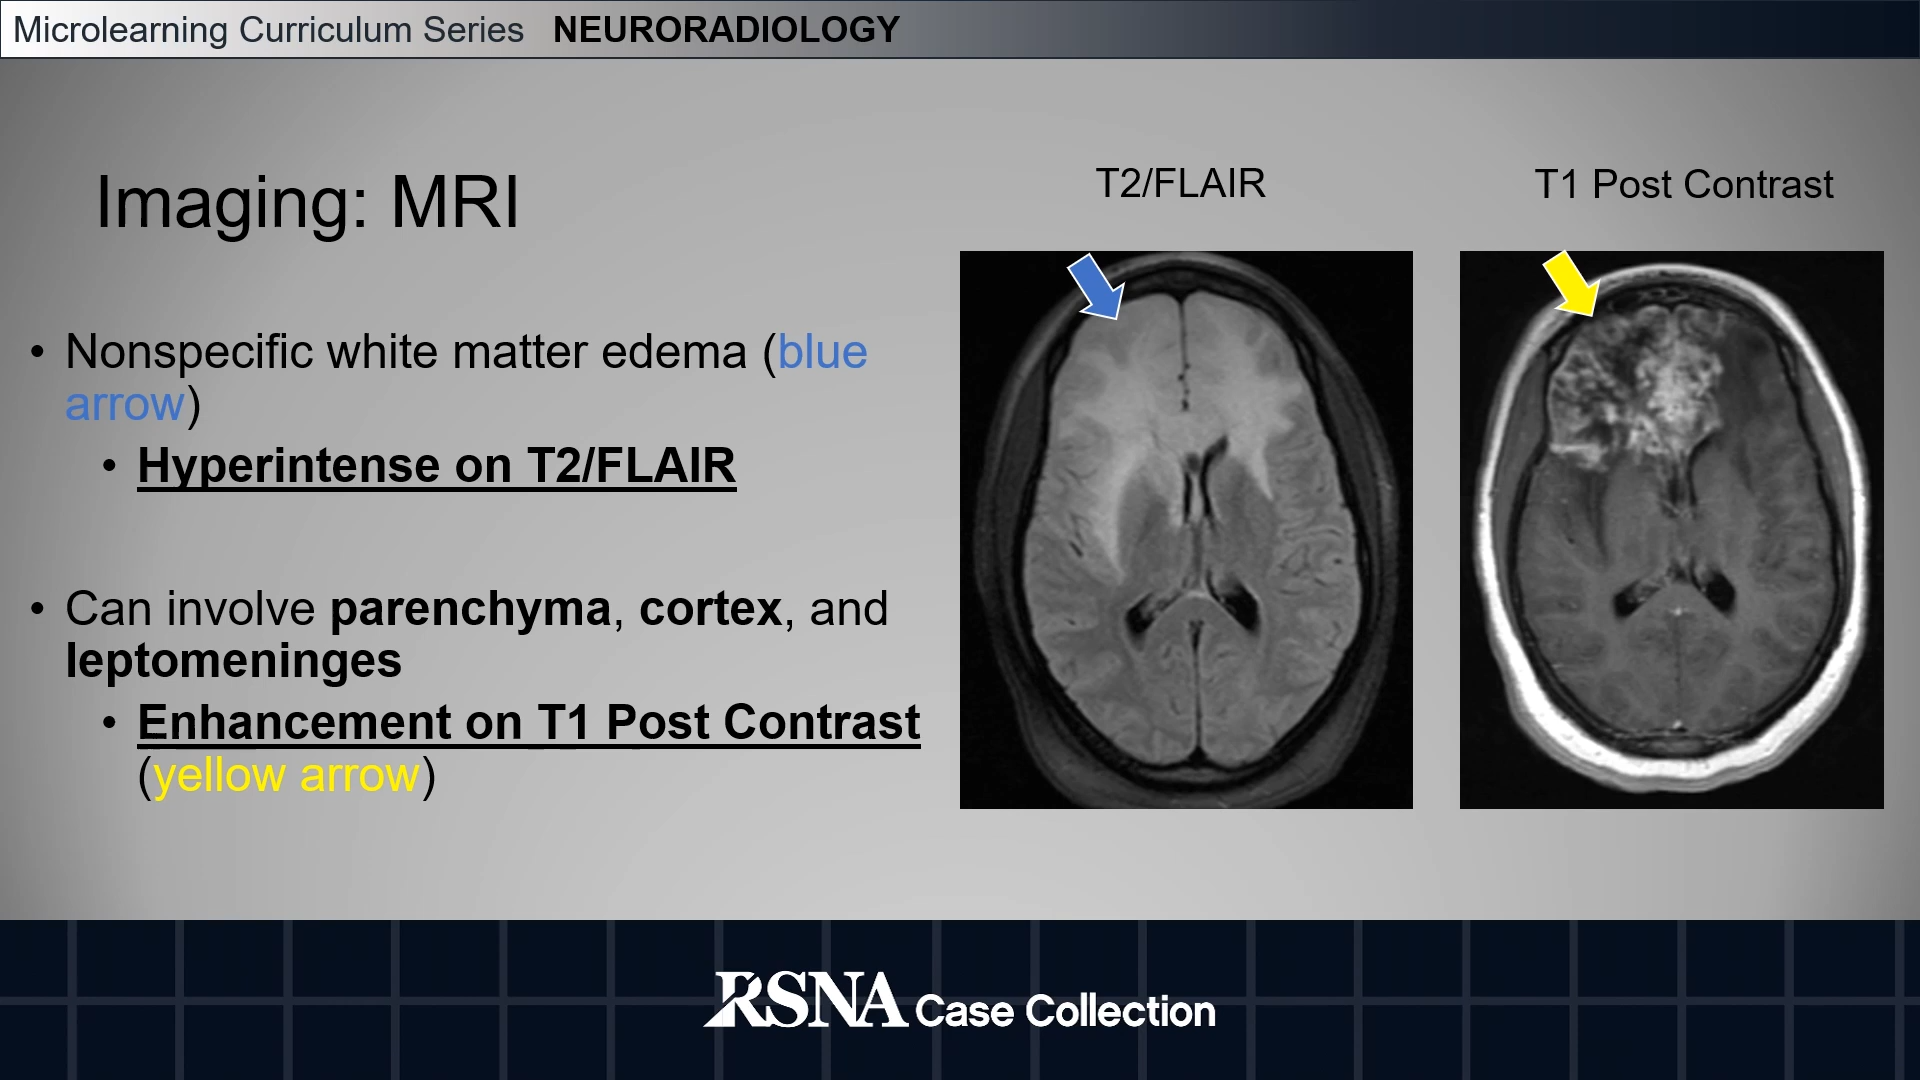 Microlearning Curriculum Series NEURORADIOLOGY
Imaging: MRI
• Nonspecific white matter edema (blue
arrow)
• Hyperintense on T2/FLAIR
• Can involve parenchyma, cortex, and
leptomeninges
• Enhancement on T1 Post Contrast
(yellow arrow)
T2/FLAIR
T1 Post Contrast
RSNA Case Collection